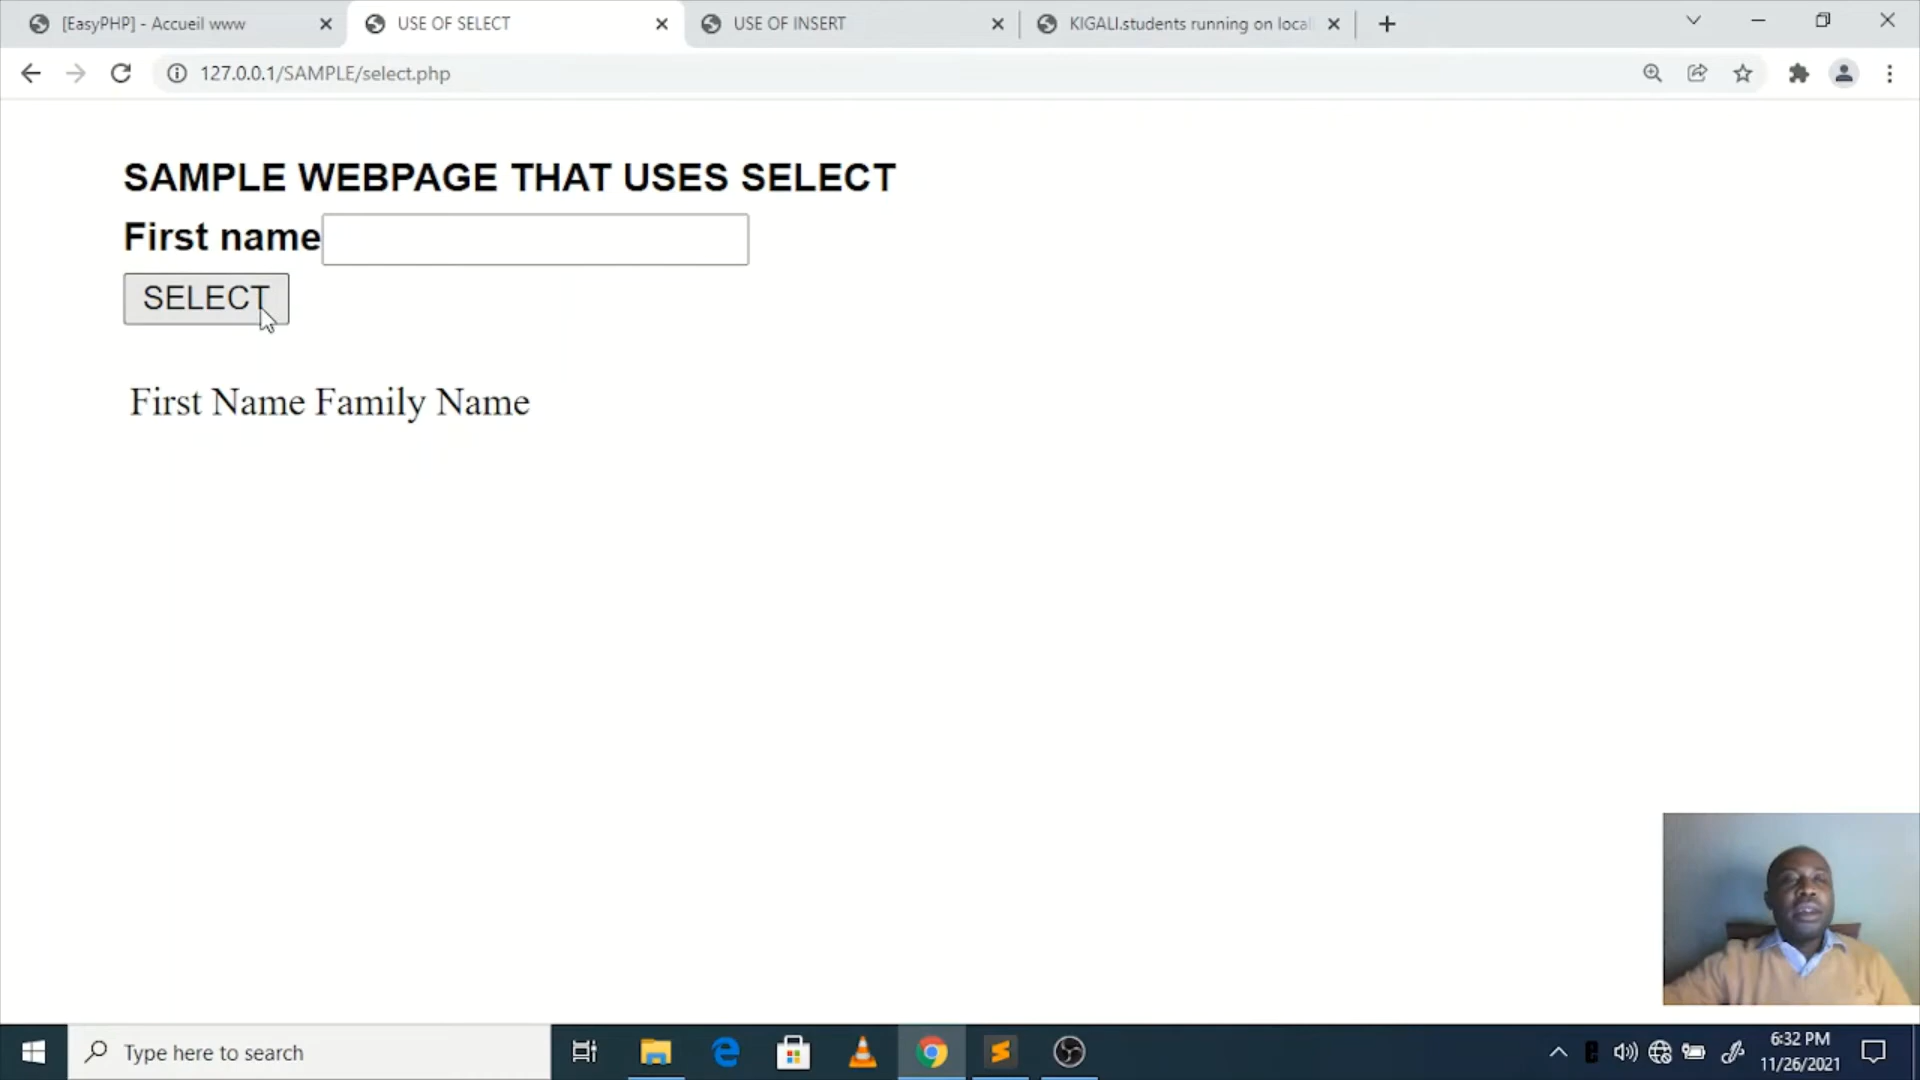 [EasyPHP] - Accueil www
USE OF SELECT
USE OF INSERT
KIGALI.students running on loca
127.0.0.1/SAMPLE/select.php
SAMPLE WEBPAGE THAT USES SELECT
First name
SELECT
First Name Family Name
Type here to search
6:32 PM
11/26/2021